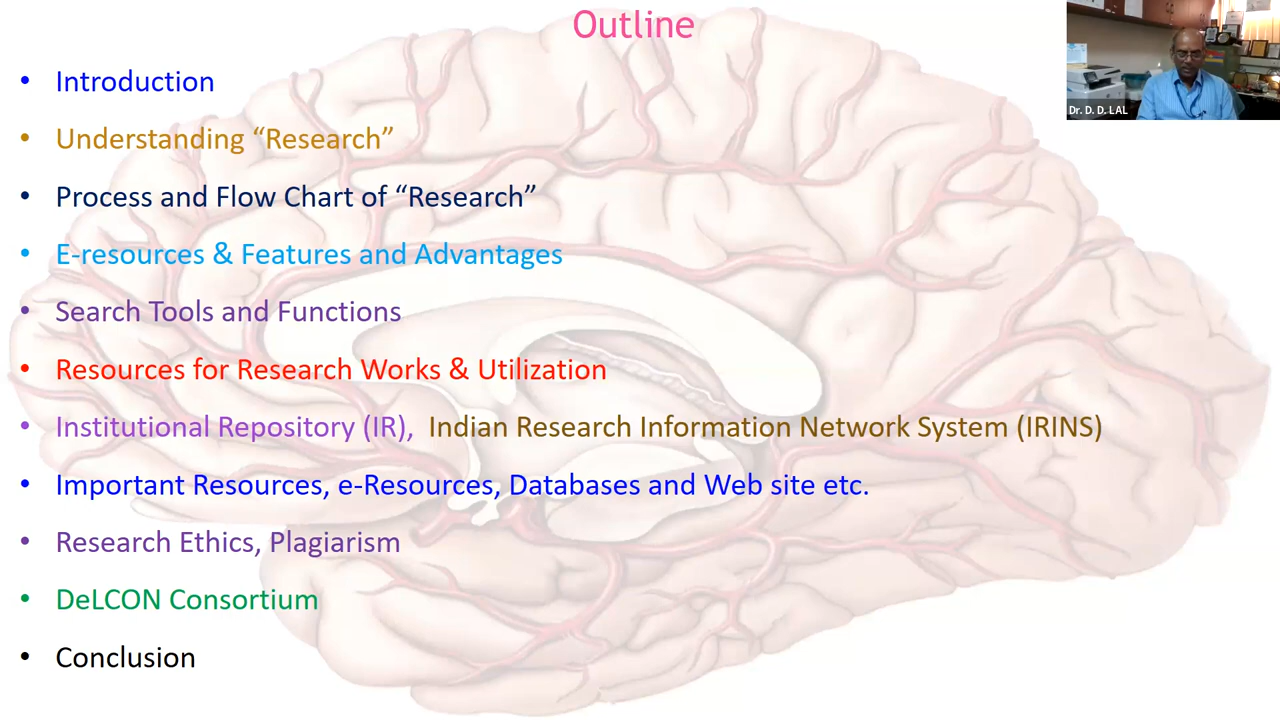 Outline
• Introduction
• Understanding “Research”
• Process and Flow Chart of “Research”
• E-resources & Features and Advantages
• Search Tools and Functions
• Resources for Research Works & Utilization
• Institutional Repository (IR), Indian Research Information Network System (IRINS)
• Important Resources, e-Resources, Databases and Web site etc.
• Research Ethics, Plagiarism
• DeLCON Consortium
• Conclusion
Dr. D. D. LAL